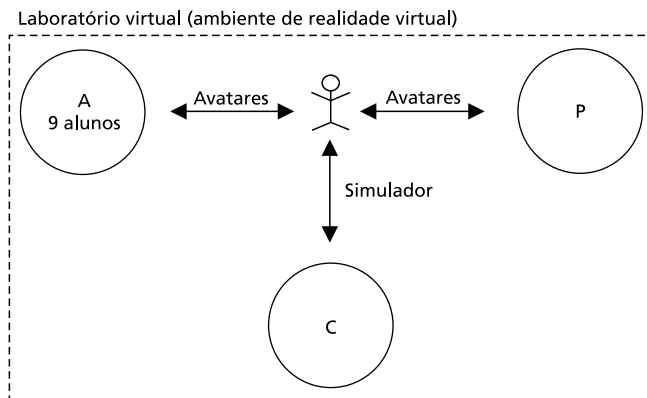 Laboratório virtual (ambiente de realidade virtual)
A
9 alunos
Avatares
Avatares
P
Simulador
C